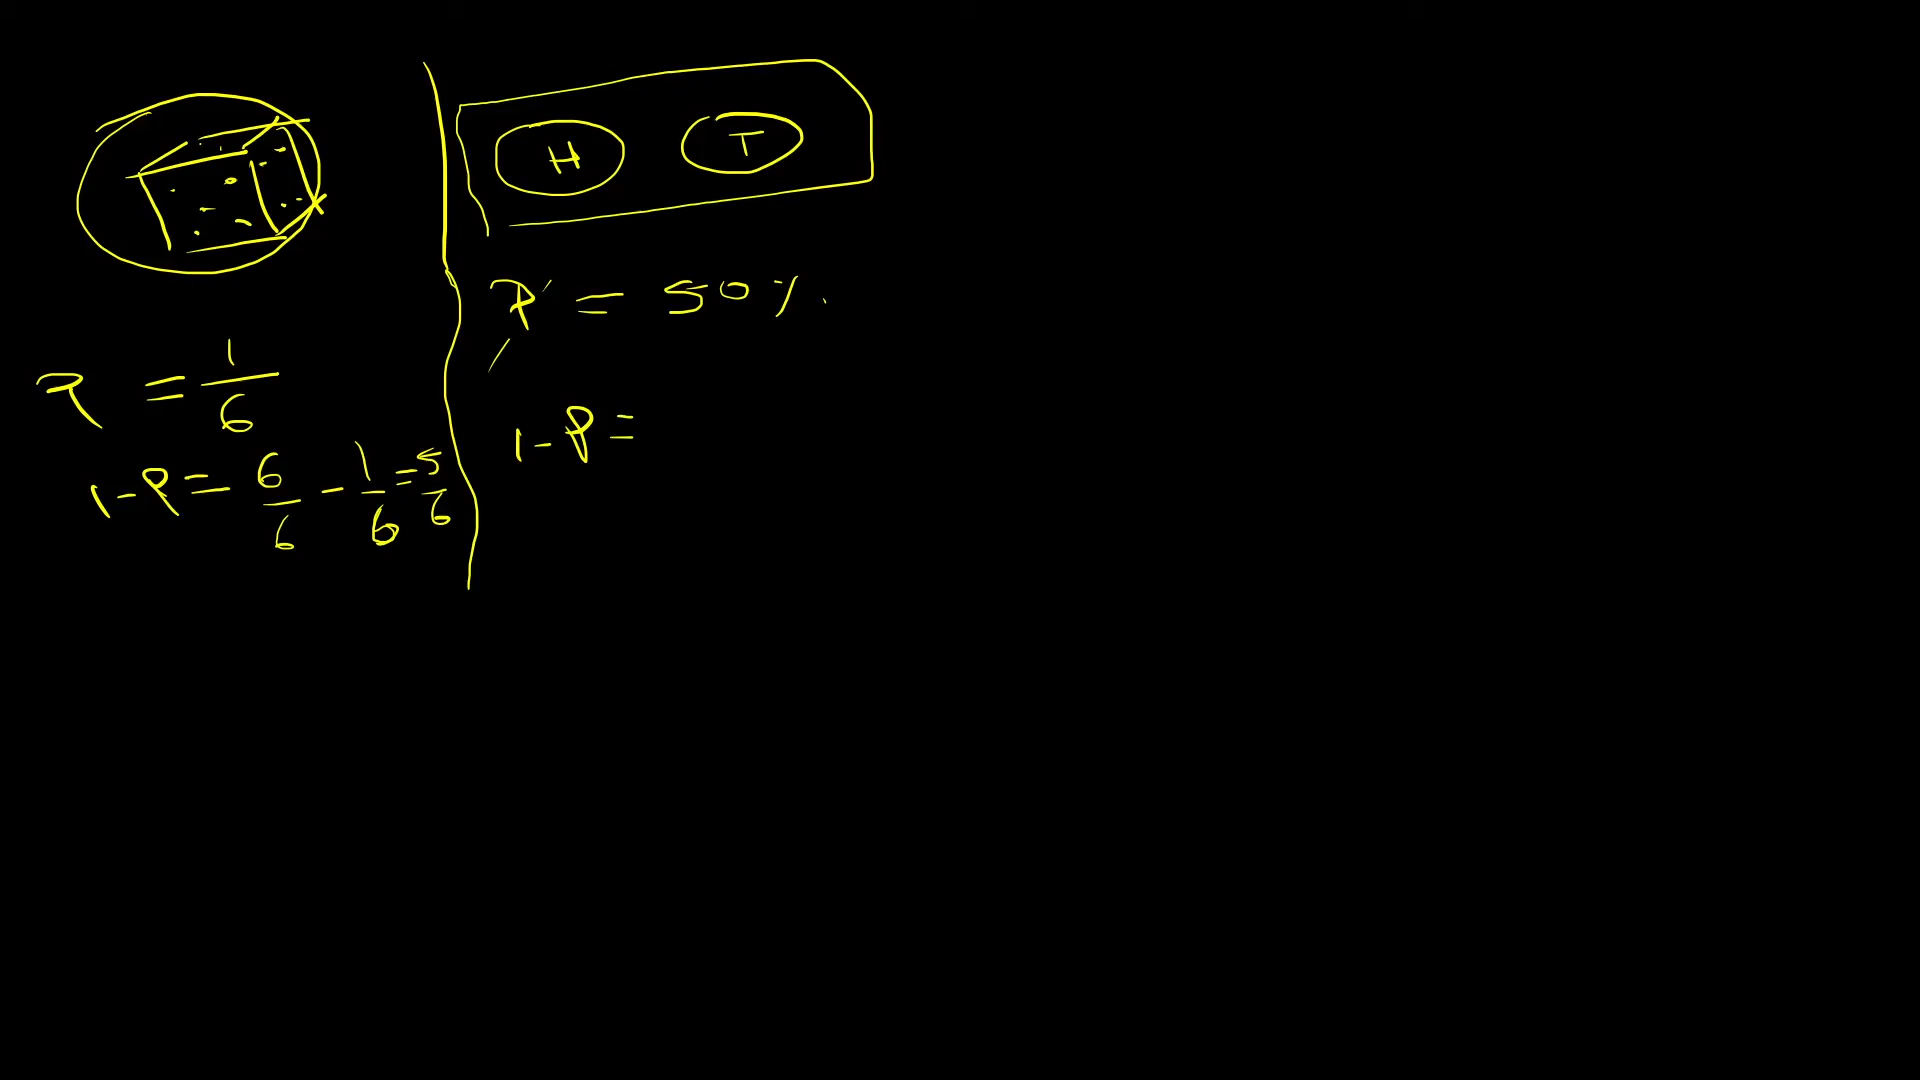 H T
P = 50%
P = 1/6
1-P =
1-P = 6/6 - 1/6 = 5/6